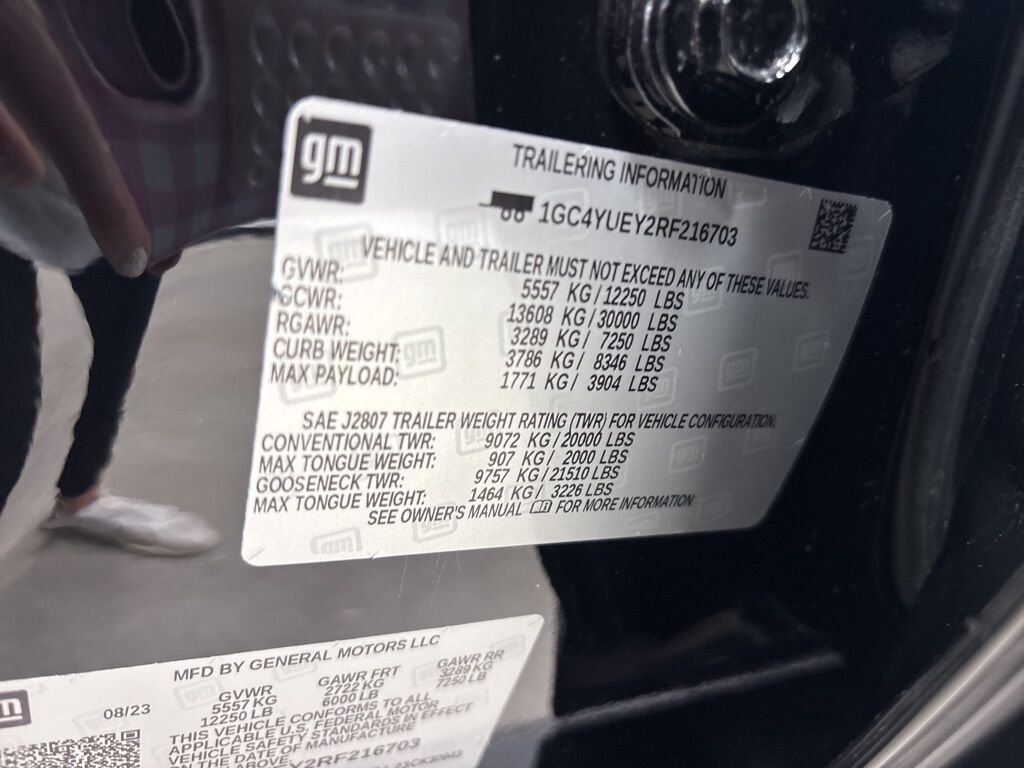 gm
TRAILERING INFORMATION
1GC4YUEY2RF216703
VEHICLE AND TRAILER MUST NOT EXCEED ANY OF THESE VALUES.
GVWR: 5557 KG/12250 LBS
GCWR: 13608 KG/30000 LBS
RGAWR: 3289 KG/ 7250 LBS
CURB WEIGHT: 3786 KG/ 8346 LBS
MAX PAYLOAD: 1771 KG/ 3904 LBS
SAE J2807 TRAILER WEIGHT RATING (TWR) FOR VEHICLE CONFIGURATION.
CONVENTIONAL TWR: 9072 KG/20000 LBS
MAX TONGUE WEIGHT: 907 KG/ 2000 LBS
GOOSENECK TWR: 9757 KG/21510 LBS
MAX TONGUE WEIGHT: 1464 KG/ 3226 LBS
SEE OWNER'S MANUAL FOR MORE INFORMATION
MFD BY GENERAL MOTORS LLC
08/23 GVWR GAWR FRT GAWR RR
5557 KG 2722 KG 3289 KG
12250 LB 6000 LB 7250 LB
THIS VEHICLE CONFORMS TO ALL
APPLICABLE U.S. FEDERAL MOTOR
VEHICLE SAFETY STANDARDS IN EFFECT
ON THE DATE OF MANUFACTURE
SHOWN ABOVE.
EY2RF216703